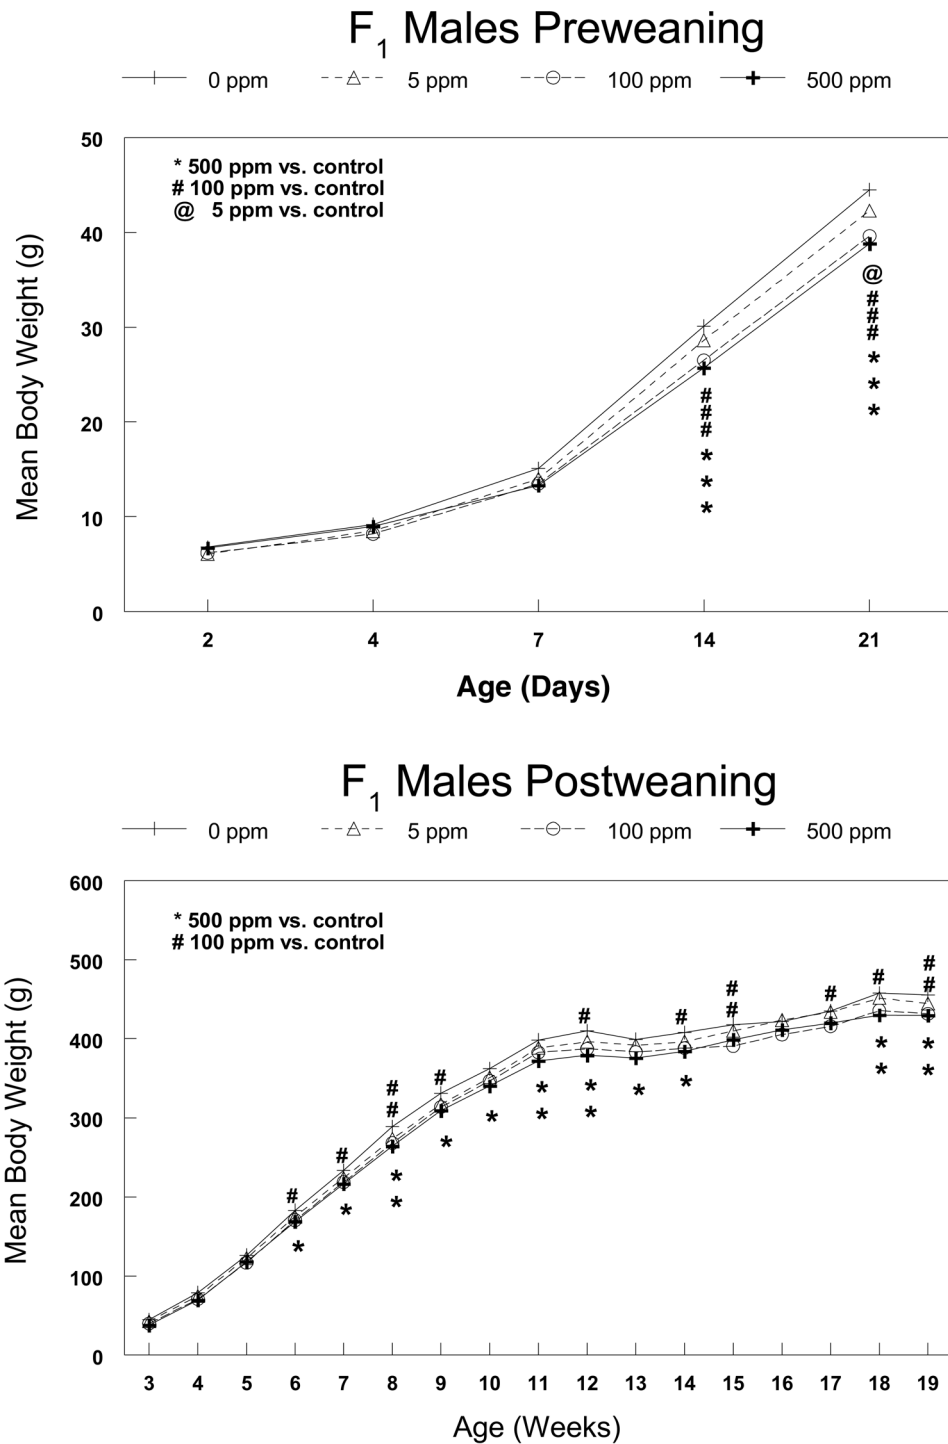 F1 Males Preweaning
0 ppm 5 ppm 100 ppm 500 ppm
50
* 500 ppm vs. control
# 100 ppm vs. control
@ 5 ppm vs. control
40
30
20
10
0
Mean Body Weight (g)
@
#
#
#
*
*
*
#
#
#
*
*
*
2 4 7 14 21
Age (Days)
F1 Males Postweaning
0 ppm 5 ppm 100 ppm 500 ppm
600
* 500 ppm vs. control
# 100 ppm vs. control
500
400
300
200
100
0
Mean Body Weight (g)
# # # # # # # # # # # # # #
* * * * * * * * * * * * * * *
3 4 5 6 7 8 9 10 11 12 13 14 15 16 17 18 19
Age (Weeks)